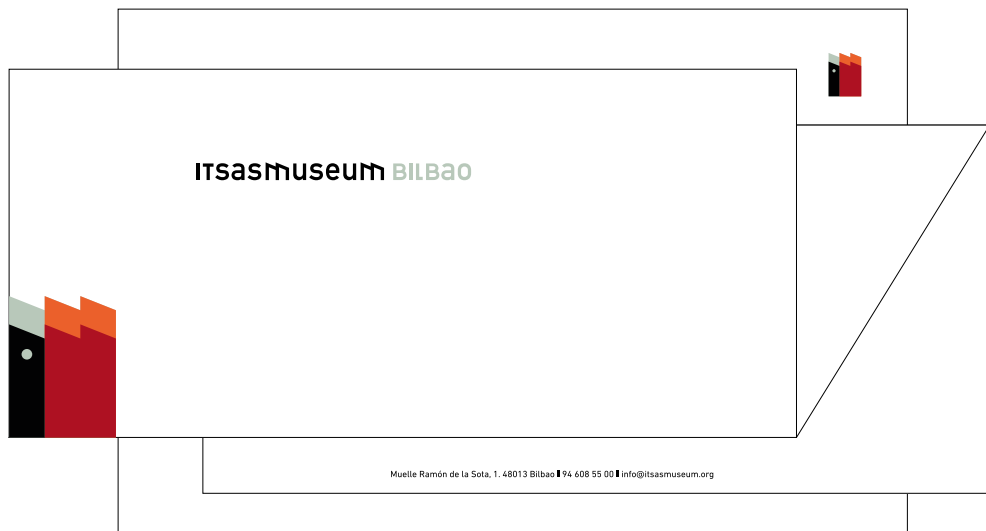 ITsasmuseum BILBao
Muelle Ramón de la Sota, 1. 48013 Bilbao ▮ 94 608 55 00 ▮ info@itsasmuseum.org